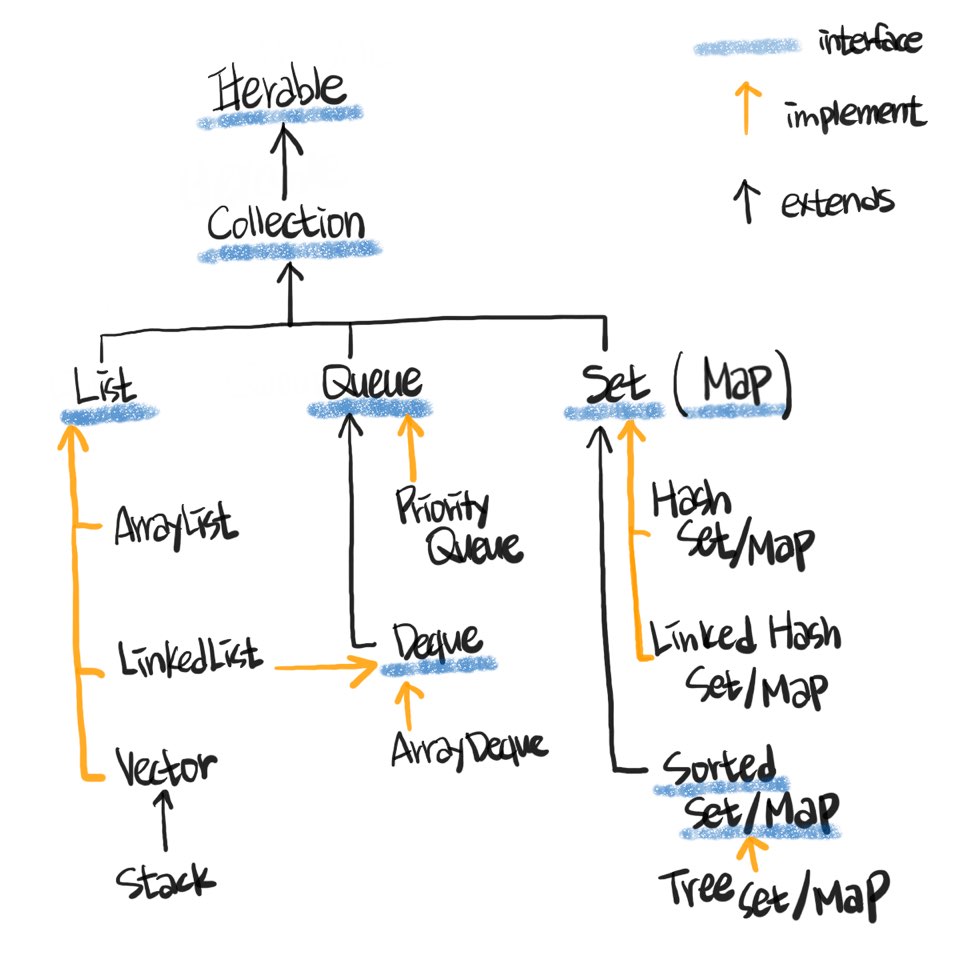 interface
Iterable
implement
extends
Collection
List
Queue
Set (Map)
ArrayList
Priority
Queue
Hash
Set/Map
LinkedList
Deque
Linked Hash
Set/Map
Vector
ArrayDeque
Sorted
Set/Map
Stack
Tree Set/Map